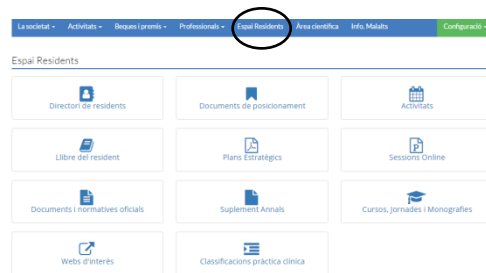 La societat Activitats Beques i premis Professionals Espai Residents Àrea científica Info. Malalts Configuració
Espai Residents
Directori de residents Documents de posicionament Activitats
Llibre del resident Plans Estratègics Sessions Online
Documents i normatives oficials Suplement Annals Cursos, Jornades i Monografies
Webs d'interès Classificacions pràctica clínica